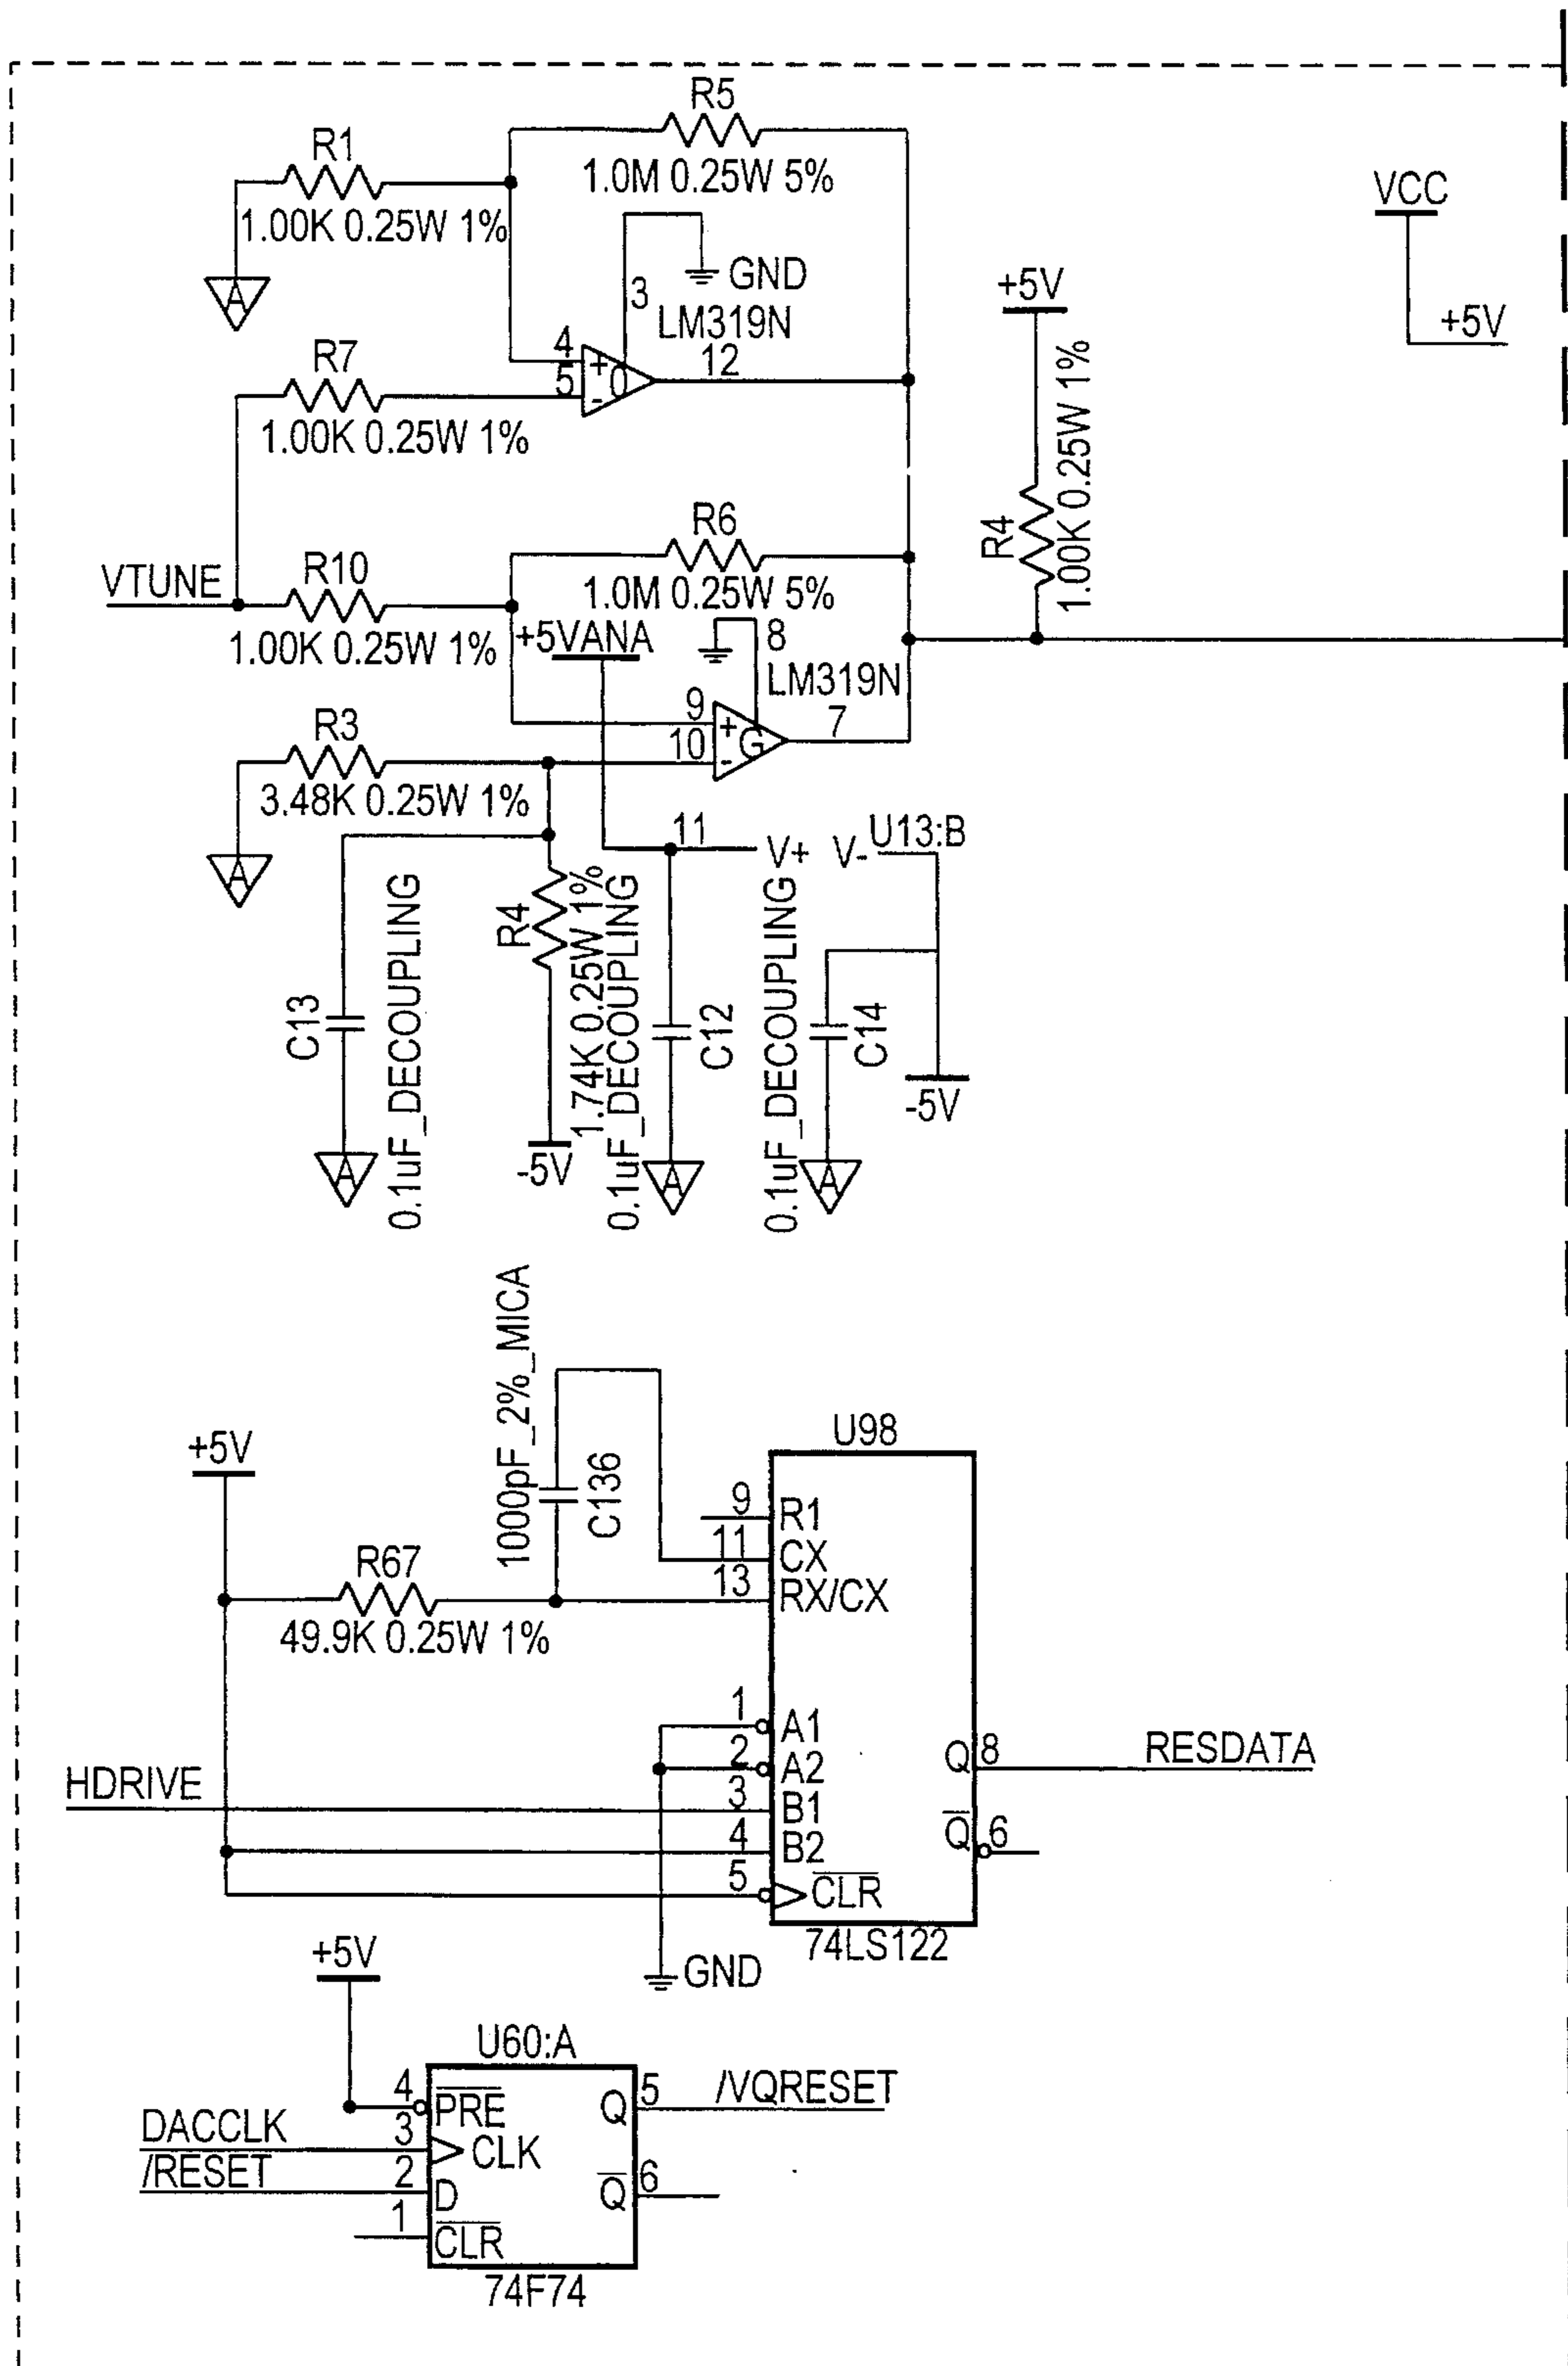 R5
1.0M 0.25W 5%
R1
1.00K 0.25W 1%
A
VCC
+5V
GND
3
LM319N
4
+
5
-
0
12
R7
1.00K 0.25W 1%
+5V
R4
1.00K 0.25W 1%
R6
1.0M 0.25W 5%
VTUNE
R10
1.00K 0.25W 1%
+5VANA
8
LM319N
9
+
10
-
G
7
R3
3.48K 0.25W 1%
A
11
V+
V-
U13:B
C13
0.1uF_DECOUPLING
A
R4
1.74K 0.25W 1%
-5V
0.1uF_DECOUPLING
C12
A
0.1uF_DECOUPLING
C14
A
-5V
1000pF_2%_MICA
C136
+5V
R67
49.9K 0.25W 1%
U98
9 R1
11 CX
13 RX/CX
1 A1
2 A2
HDRIVE
3 B1
4 B2
5 CLR
Q 8
RESDATA
Q 6
74LS122
GND
+5V
U60:A
4 PRE
DACCLK
3 CLK
/RESET
2 D
1 CLR
Q 5
/VQRESET
Q 6
74F74